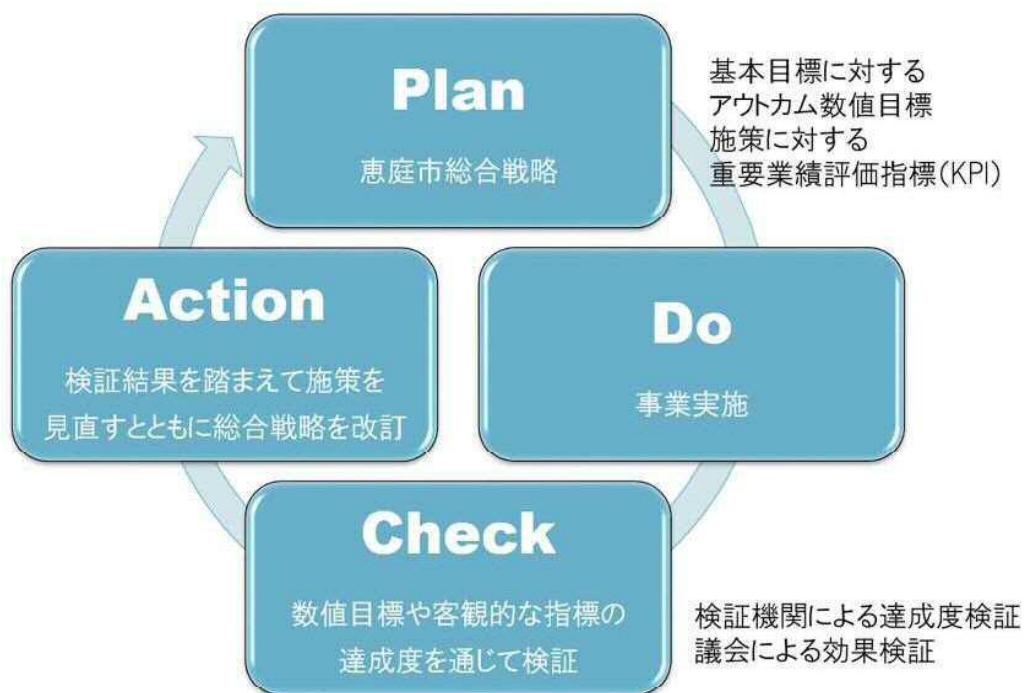 Plan
恵庭市総合戦略
基本目標に対する
アウトカム数値目標
施策に対する
重要業績評価指標(KPI)
Do
事業実施
Check
数値目標や客観的な指標の
達成度を通じて検証
検証機関による達成度検証
議会による効果検証
Action
検証結果を踏まえて施策を
見直すとともに総合戦略を改訂